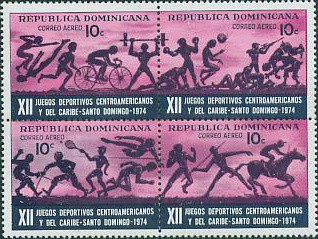 REPUBLICA DOMINICANA
CORREO AEREO 10c
XII JUEGOS DEPORTIVOS CENTROAMERICANOS
Y DEL CARIBE-SANTO DOMINGO-1974
REPUBLICA DOMINICANA
CORREO AEREO 10c
XII JUEGOS DEPORTIVOS CENTROAMERICANOS
Y DEL CARIBE-SANTO DOMINGO-1974
REPUBLICA DOMINICANA
10c CORREO AEREO
XII JUEGOS DEPORTIVOS CENTROAMERICANOS
Y DEL CARIBE-SANTO DOMINGO-1974
REPUBLICA DOMINICANA
CORREO AEREO 10c
XII JUEGOS DEPORTIVOS CENTROAMERICANOS
Y DEL CARIBE-SANTO DOMINGO-1974